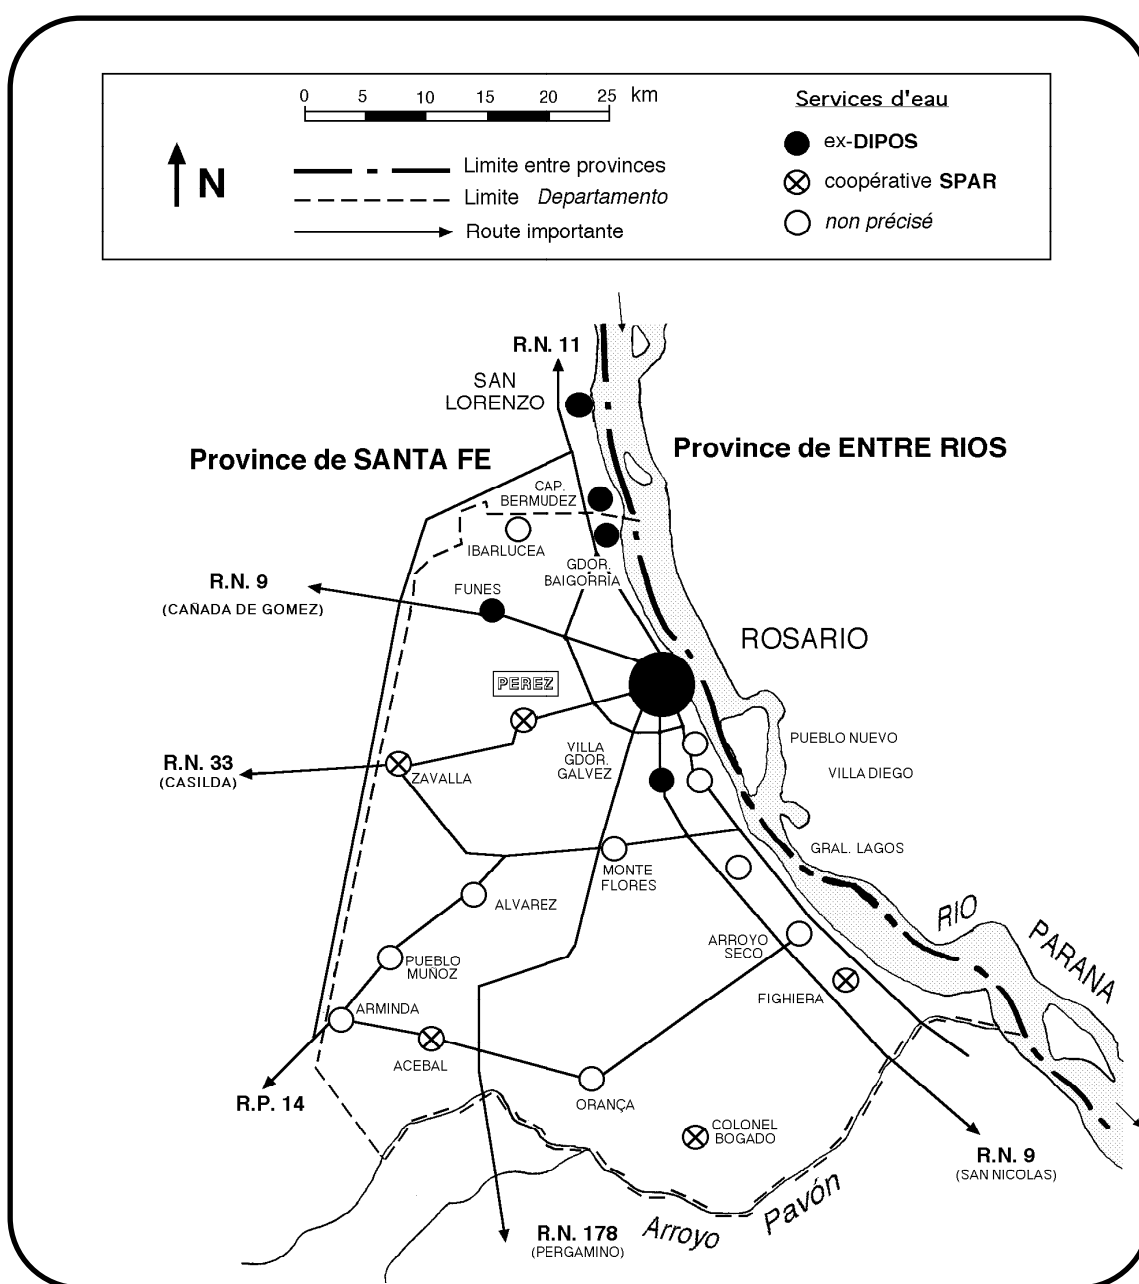 0 5 10 15 20 25 km
Services d'eau
ex-DIPOS
coopérative SPAR
non précisé
N
Limite entre provinces
Limite Departamento
Route importante
R.N. 11
SAN
LORENZO
Province de SANTA FE
Province de ENTRE RIOS
CAP.
BERMUDEZ
IBARLUCEA
GDOR.
BAIGORRIA
R.N. 9
(CAÑADA DE GOMEZ)
FUNES
ROSARIO
PEREZ
PUEBLO NUEVO
VILLA
GDOR.
GALVEZ
VILLA DIEGO
R.N. 33
(CASILDA)
ZAVALLA
GRAL. LAGOS
MONTE
FLORES
ALVAREZ
RIO
PARANA
ARROYO
SECO
PUEBLO
MUÑOZ
FIGHIERA
ARMINDA
ACEBAL
R.P. 14
ORANÇA
COLONEL
BOGADO
R.N. 9
(SAN NICOLAS)
Arroyo Pavón
R.N. 178
(PERGAMINO)